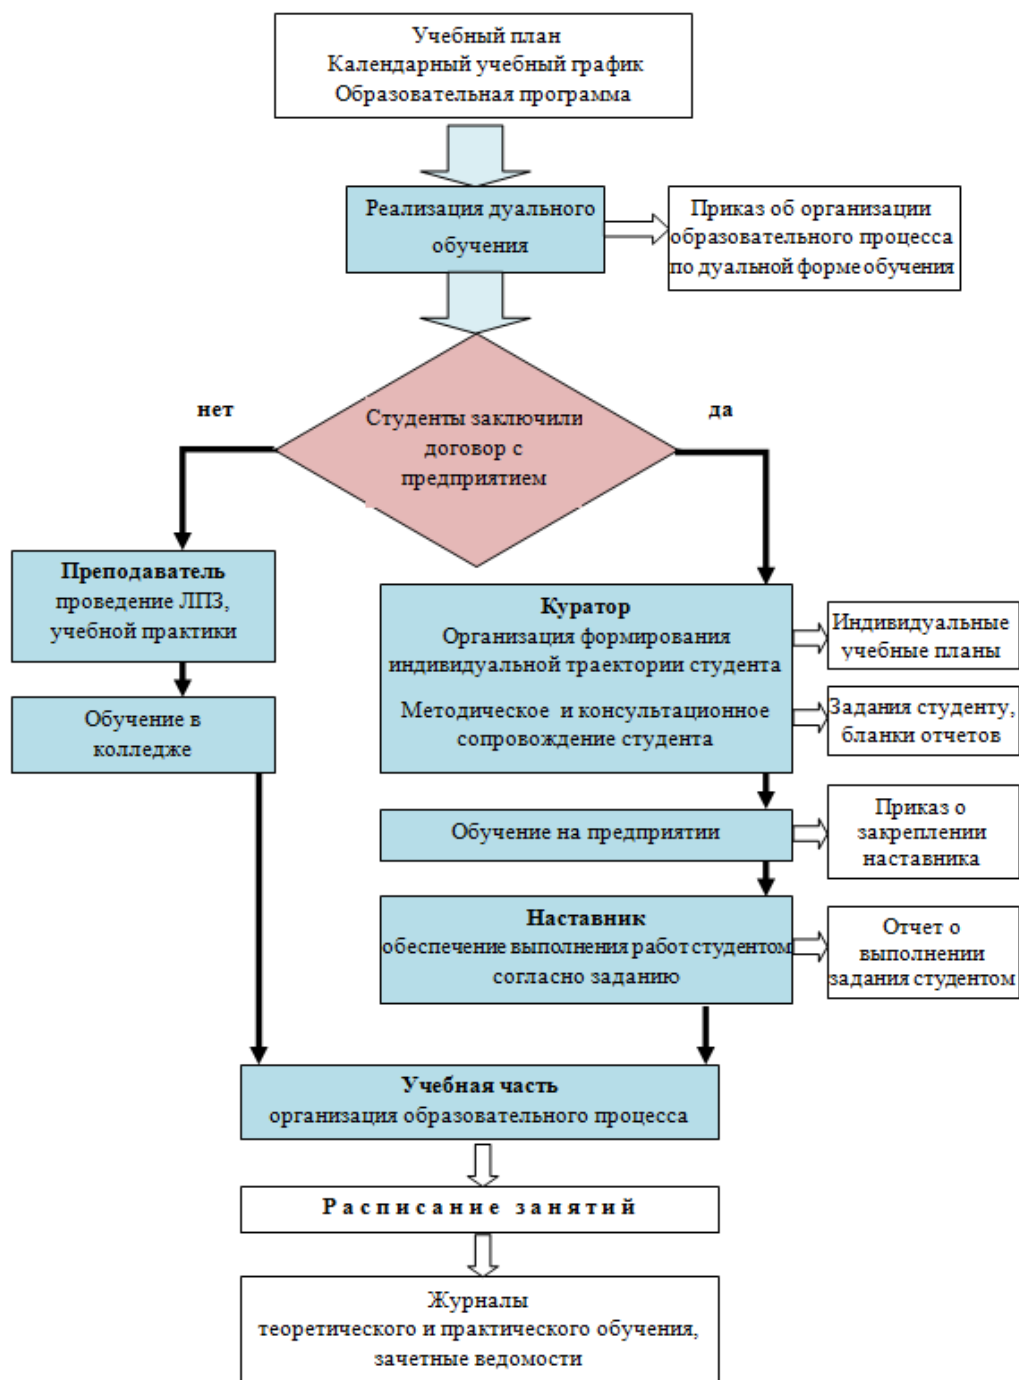 Учебный план
Календарный учебный график
Образовательная программа
Реализация дуального
обучения
Приказ об организации
образовательного процесса
по дуальной форме обучения
нет
да
Студенты заключили
договор с
предприятием
Преподаватель
проведение ЛПЗ,
учебной практики
Обучение в
колледже
Куратор
Организация формирования
индивидуальной траектории студента
Методическое и консультационное
сопровождение студента
Индивидуальные
учебные планы
Задания студенту,
бланки отчетов
Обучение на предприятии
Приказ о
закреплении
наставника
Наставник
обеспечение выполнения работ студентом
согласно заданию
Отчет о
выполнении
задания студентом
Учебная часть
организация образовательного процесса
Расписание занятий
Журналы
теоретического и практического обучения,
зачетные ведомости